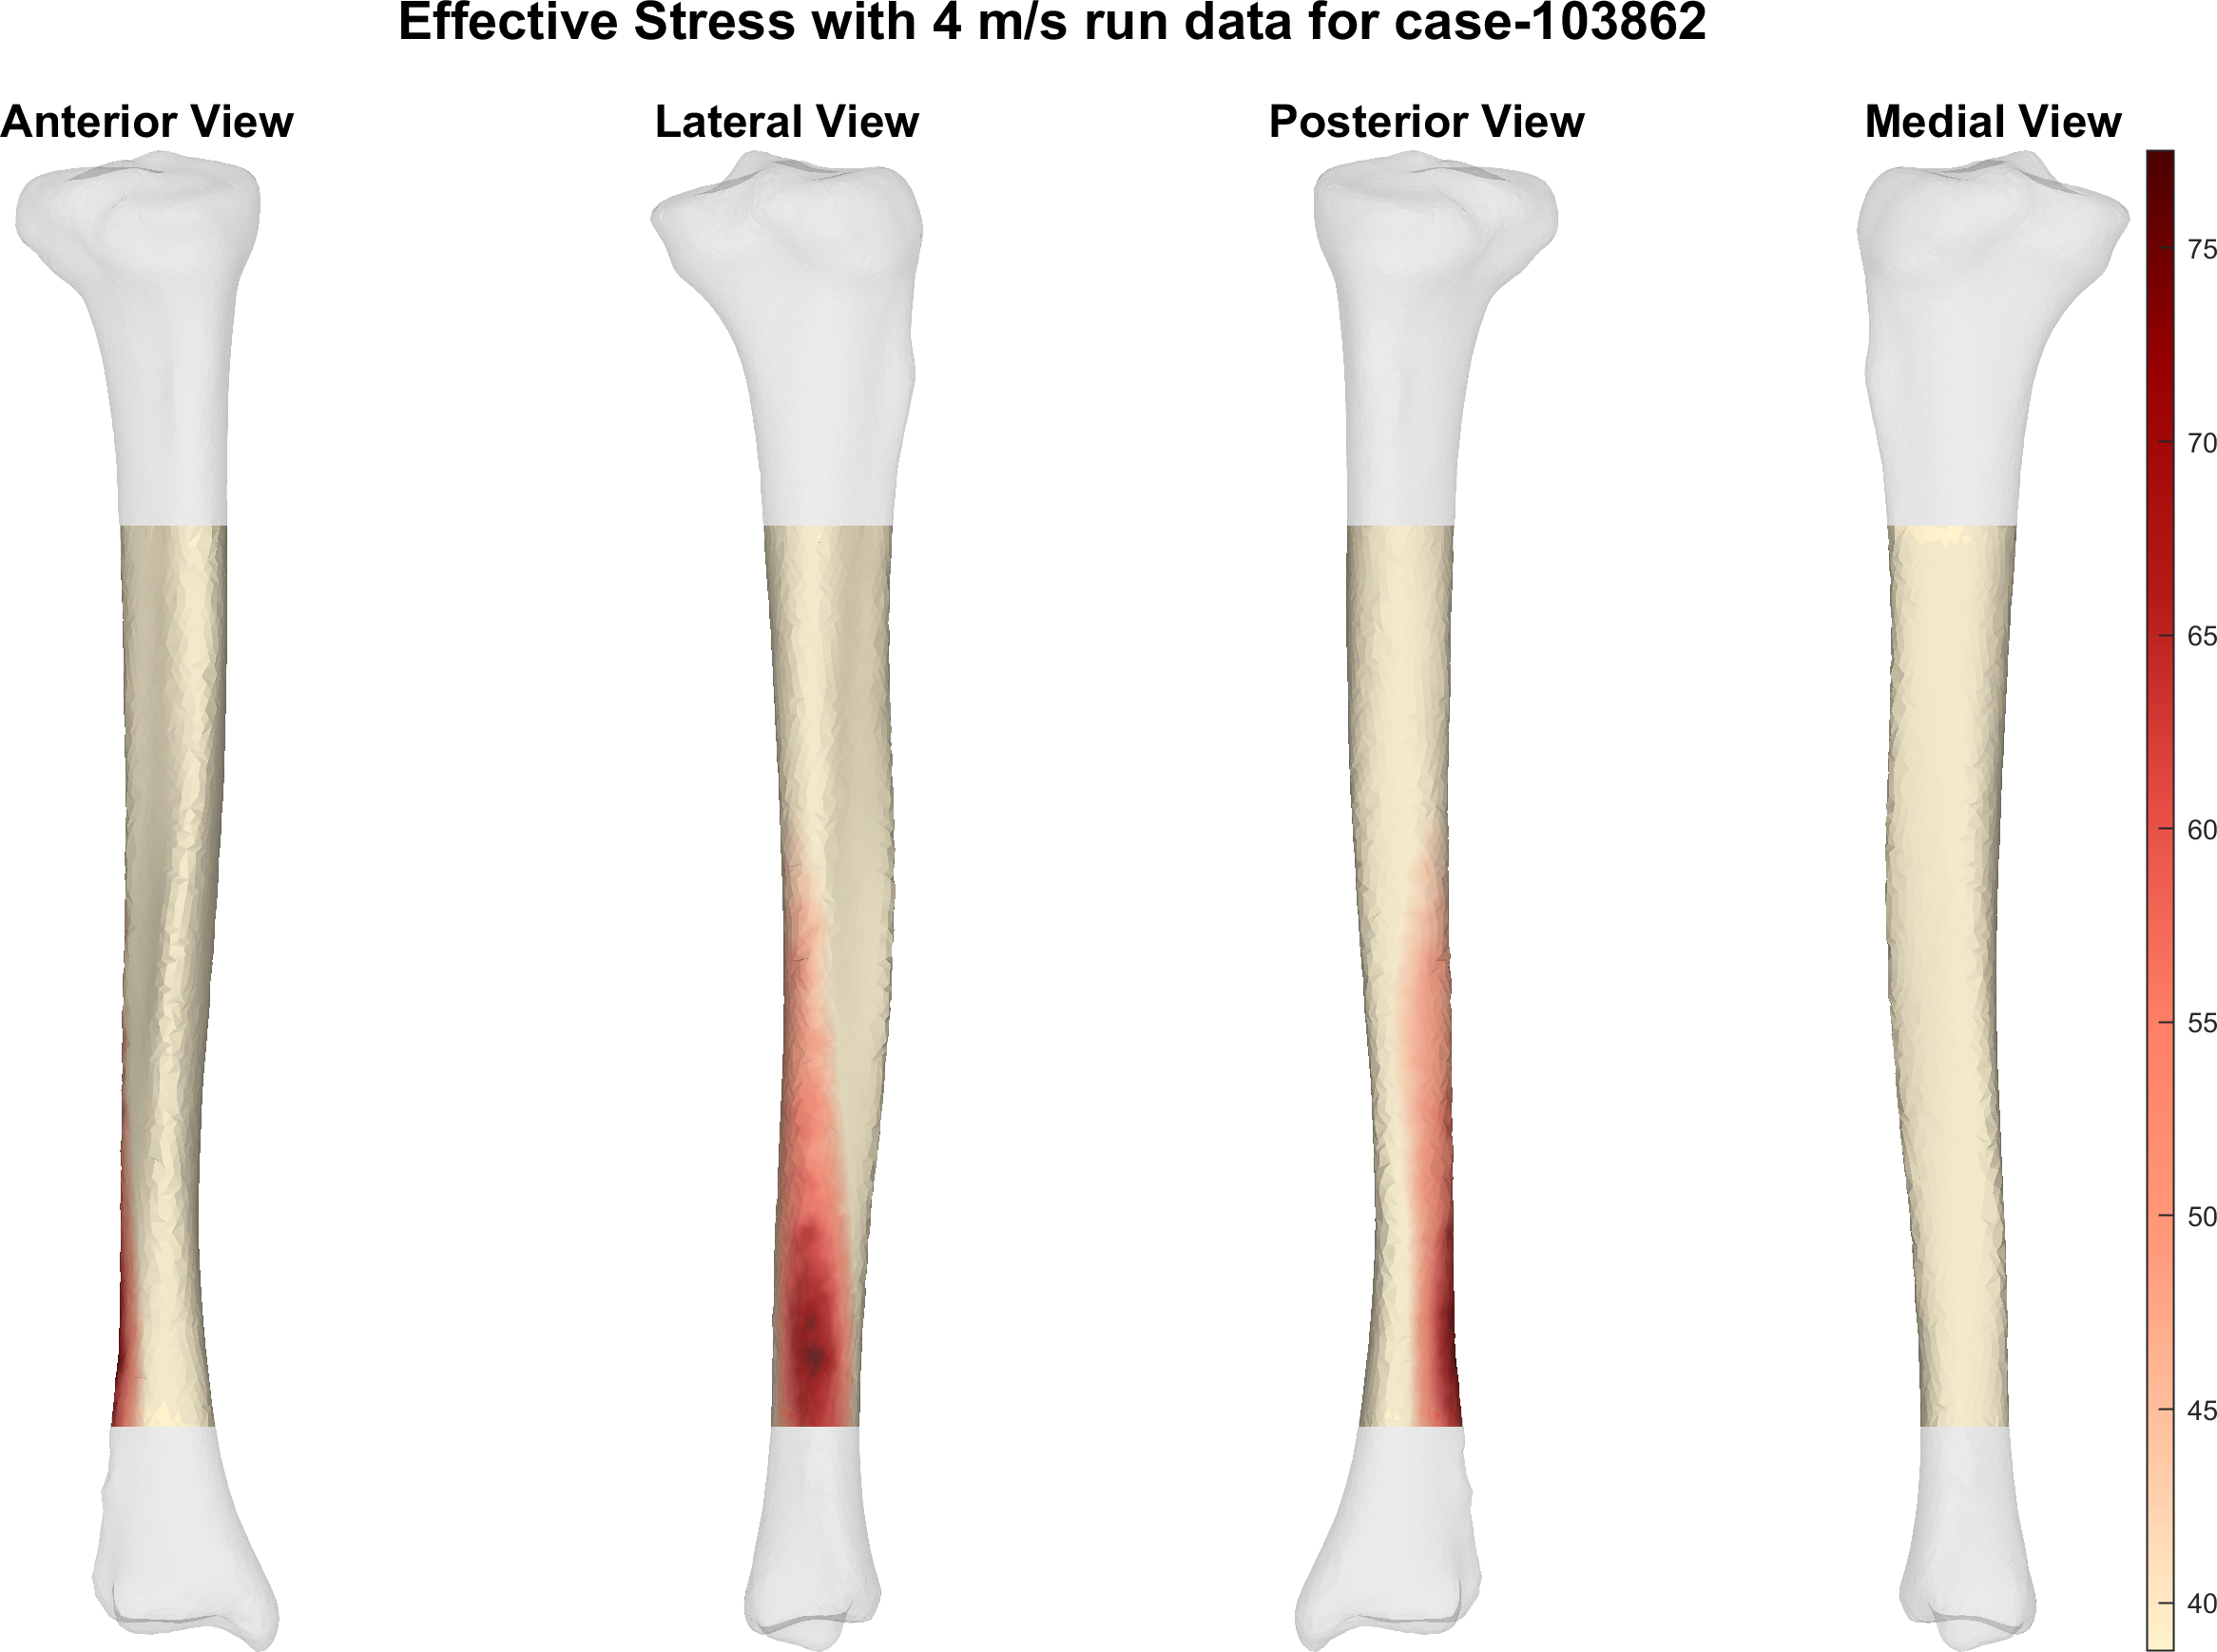 Effective Stress with 4 m/s run data for case-103862
Anterior View
Lateral View
Posterior View
Medial View
75
70
65
60
55
50
45
40